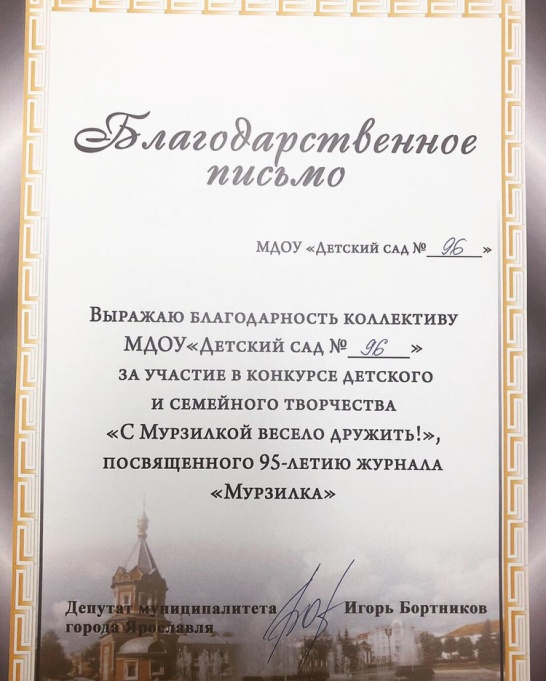 Благодарственное
письмо
МДОУ «Детский сад № 96 »
Выражаю благодарность коллективу
МДОУ«Детский сад № 96 »
за участие в конкурсе детского
и семейного творчества
«С Мурзилкой весело дружить!»,
посвященного 95-летию журнала
«Мурзилка»
Депутат муниципалитета Игорь Бортников
города Ярославля